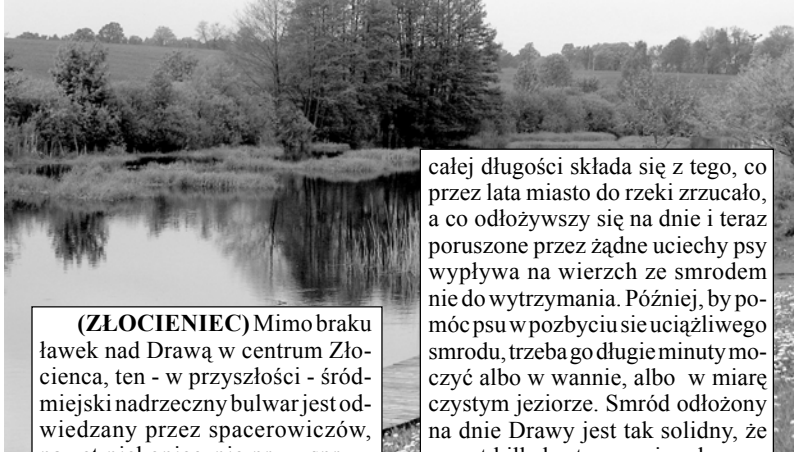 (ZŁOCIENIEC) Mimo braku
ławek nad Drawą w centrum Zło-
cienca, ten - w przyszłości - śród-
miejski nadrzeczny bulwar jest od-
wiedzany przez spacerowiczów,
całej długości składa się z tego, co
przez lata miasto do rzeki zrzucało,
a co odłożywszy się na dnie i teraz
poruszone przez żądne uciechy psy
wypływa na wierzch ze smrodem
nie do wytrzymania. Później, by po-
móc psu w pozbyciu sie uciążliwego
smrodu, trzeba go długie minuty mo-
czyć albo w wannie, albo w miarę
czystym jeziorze. Smród odłożony
na dnie Drawy jest tak solidny, że